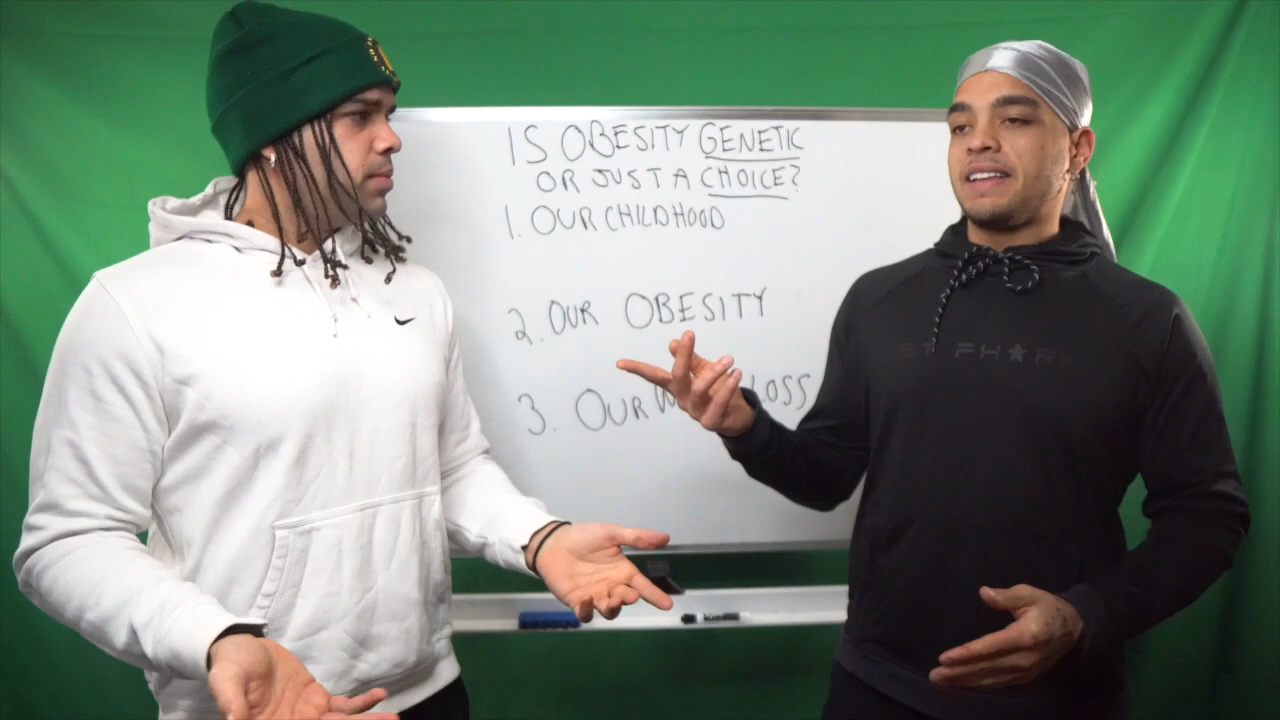 IS OBESITY GENETIC
OR JUST A CHOICE?
1. OUR CHILDHOOD
2. OUR OBESITY
3. OUR LOSS